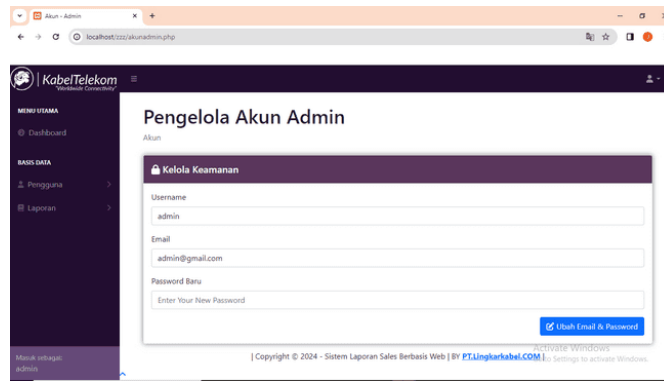 Akun - Admin
localhost/zzz/akunadmin.php
KabelTelekom
"Worldwide Connectivity"
MENU UTAMA
Dashboard
BASIS DATA
Pengguna
Laporan
Masuk sebagai:
admin
Pengelola Akun Admin
Akun
Kelola Keamanan
Username
admin
Email
admin@gmail.com
Password Baru
Enter Your New Password
Ubah Email & Password
| Copyright © 2024 - Sistem Laporan Sales Berbasis Web | BY PT.Lingkarkabel.COM |
Activate Windows
to Settings to activate Windows.